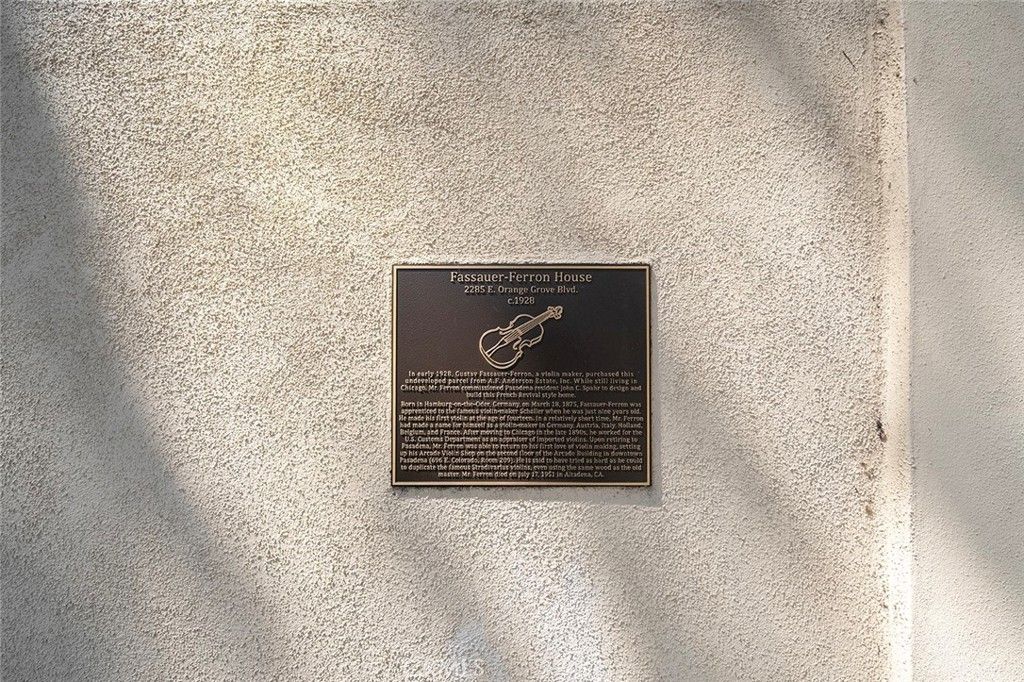 Fassauer-Ferron House
2285 E. Orange Grove Blvd.
c.1928
In early 1928, Gustav Fassauer-Ferron, a violin maker, purchased this
undeveloped parcel from A.F. Anderson Estate, Inc. While still living in
Chicago, Mr. Ferron commissioned Pasadena resident John C. Spahr to design and
build this French Revival style home.
Born in Hamburg-on-the-Oder, Germany, on March 18, 1875, Fassauer-Ferron was
apprenticed to the famous violin-maker Schiller when he was just nine years old.
He made his first violin at the age of fourteen. In a relatively short time, Mr. Ferron
had made a name for himself as a violin-maker in Germany, Austria, Italy, Holland,
Belgium, and France. After moving to Chicago in the late 1890s, he worked for the
U.S. Customs Department as an appraiser of imported violins. Upon retiring to
Pasadena, Mr. Ferron was able to return to his first love of violin making, setting
up his Arcade Violin Shop on the second floor of the Arcade Building in downtown
Pasadena (696 E. Colorado, Room 209). He is said to have tried as hard as he could
to duplicate the famous Stradivarius violins, even using the same wood as the old
master. Mr. Ferron died on July 17, 1951 in Altadena, CA.